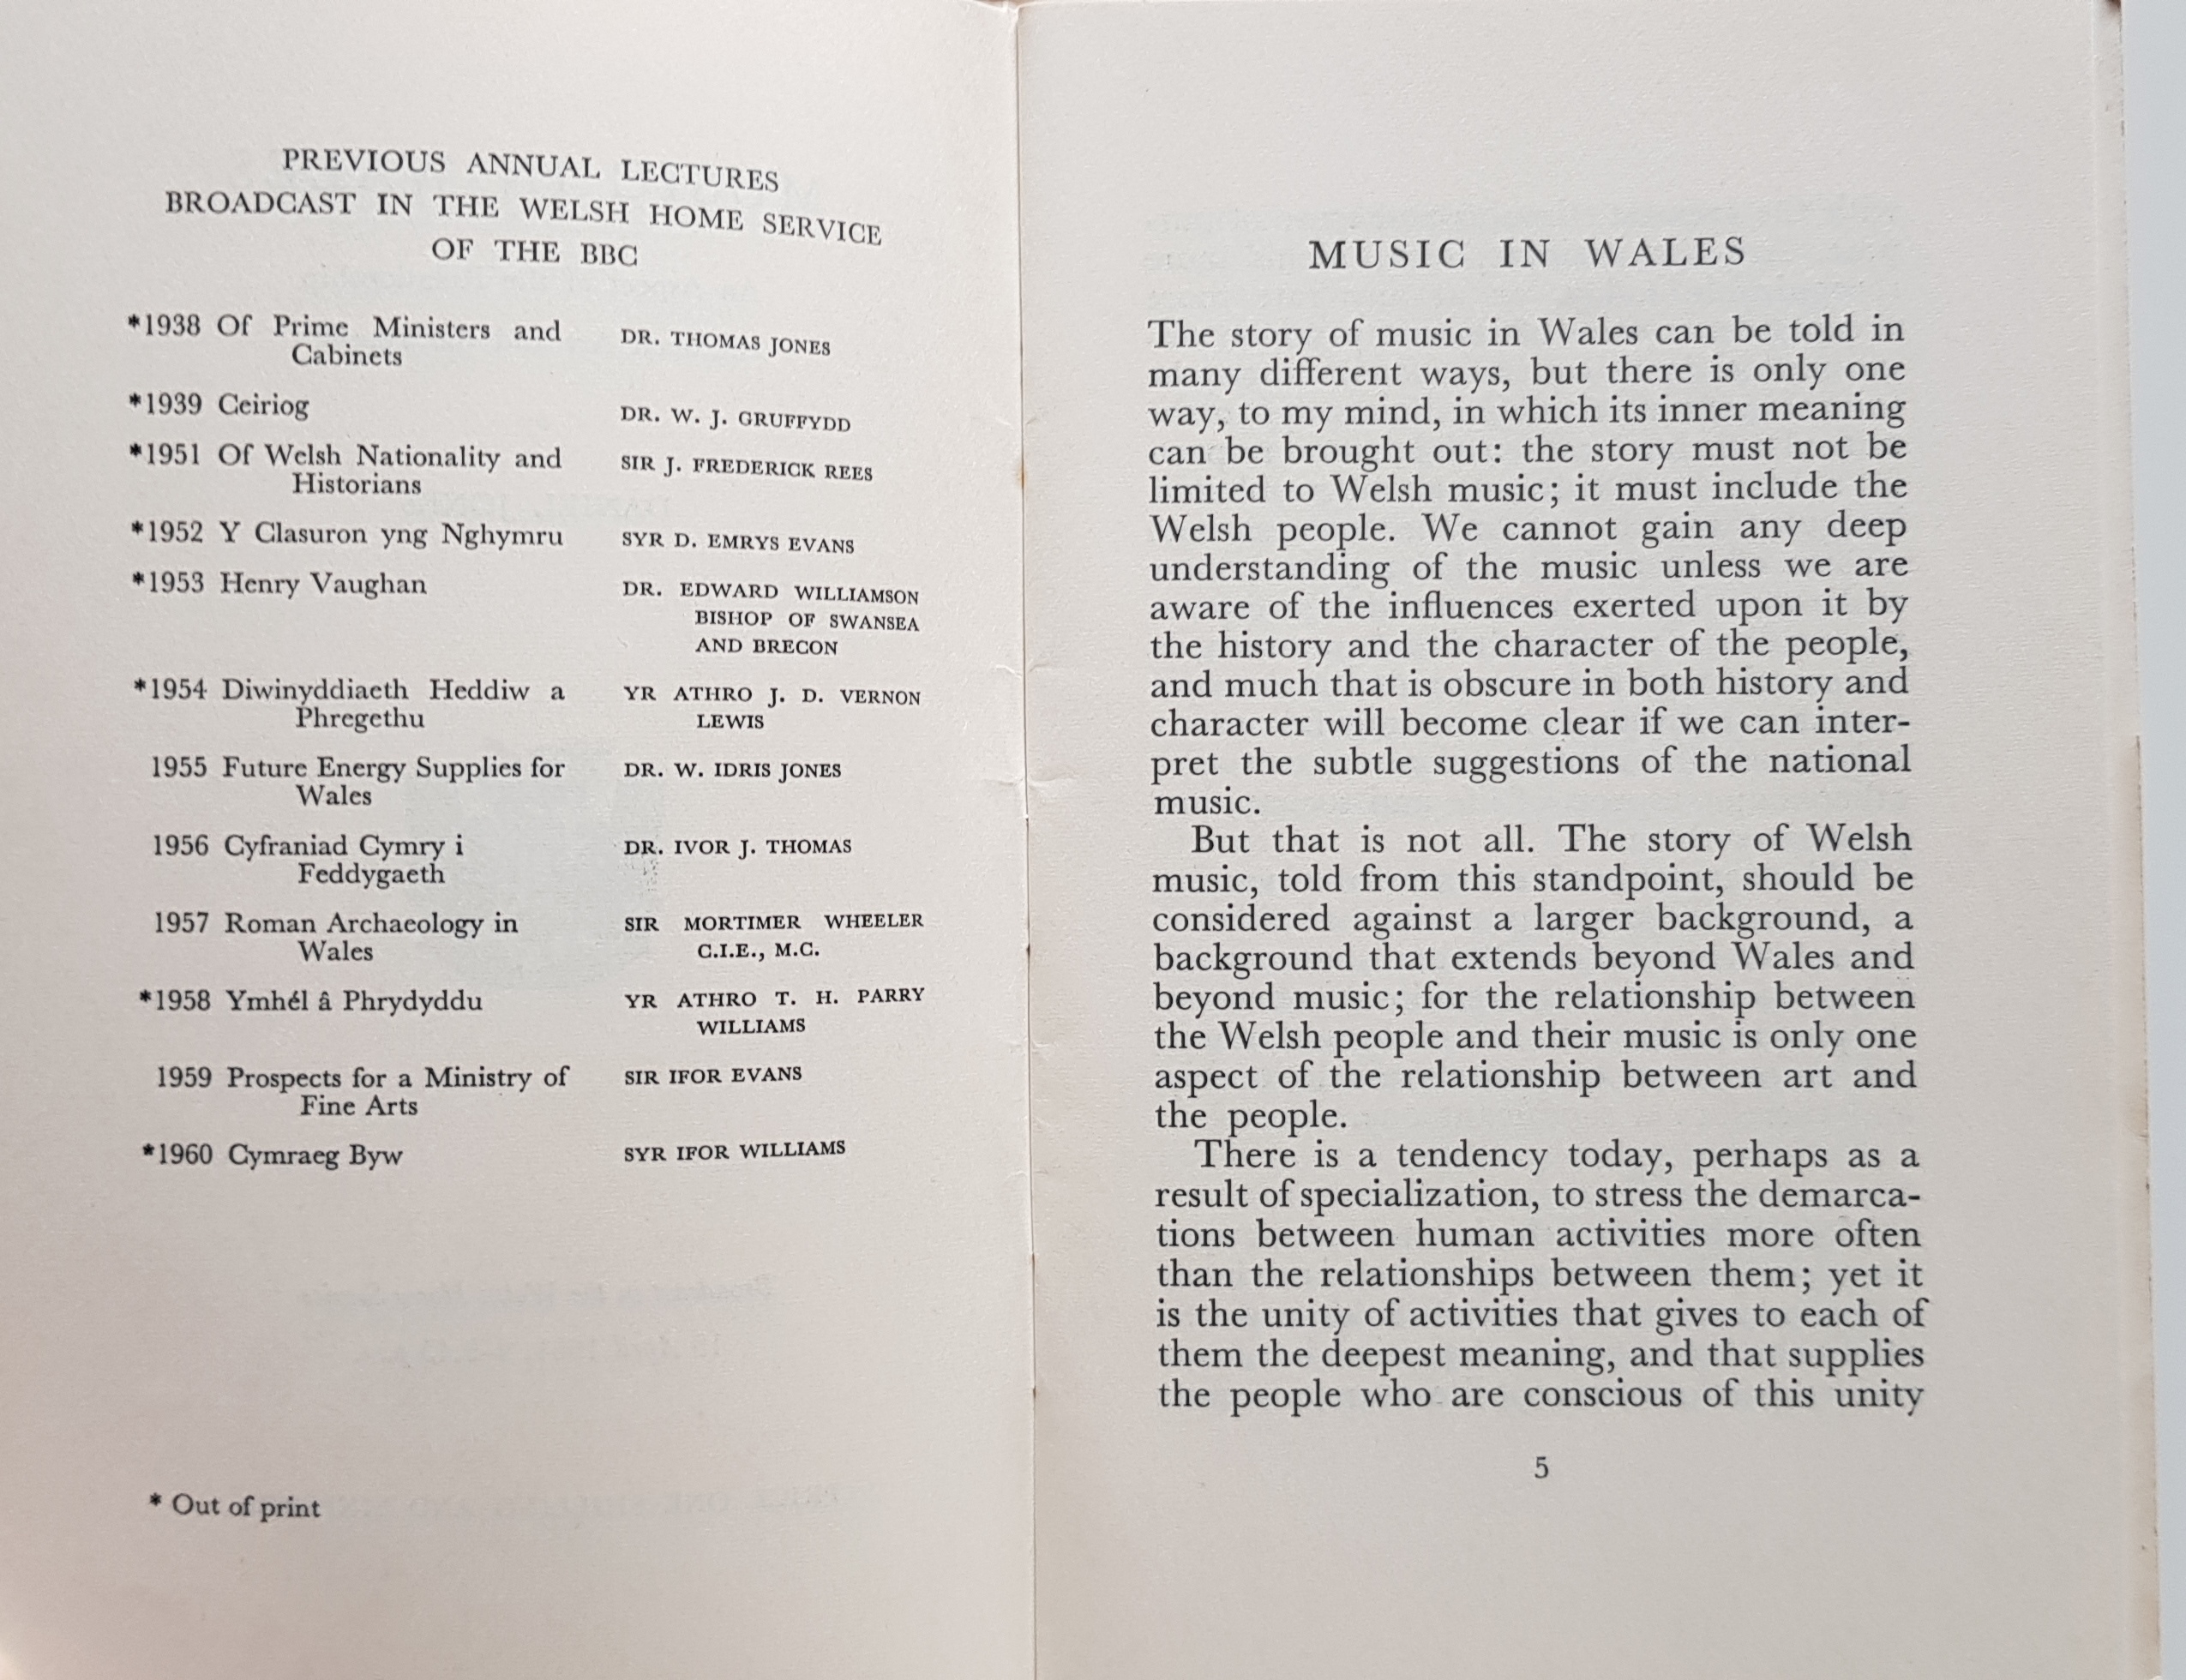 PREVIOUS ANNUAL LECTURES
BROADCAST IN THE WELSH HOME SERVICE
OF THE BBC
*1938 Of Prime Ministers and DR. THOMAS JONES
Cabinets
*1939 Ceiriog DR. W. J. GRUFFYDD
*1951 Of Welsh Nationality and SIR J. FREDERICK REES
Historians
*1952 Y Clasuron yng Nghymru SYR D. EMRYS EVANS
*1953 Henry Vaughan DR. EDWARD WILLIAMSON
BISHOP OF SWANSEA
AND BRECON
*1954 Diwinyddiaeth Heddiw a YR ATHRO J. D. VERNON
Phregethu LEWIS
1955 Future Energy Supplies for DR. W. IDRIS JONES
Wales
1956 Cyfraniad Cymry i DR. IVOR J. THOMAS
Feddygaeth
1957 Roman Archaeology in SIR MORTIMER WHEELER
Wales C.I.E., M.C.
*1958 Ymhél â Phrydyddu YR ATHRO T. H. PARRY
WILLIAMS
1959 Prospects for a Ministry of SIR IFOR EVANS
Fine Arts
*1960 Cymraeg Byw SYR IFOR WILLIAMS
* Out of print
MUSIC IN WALES
The story of music in Wales can be told in
many different ways, but there is only one
way, to my mind, in which its inner meaning
can be brought out: the story must not be
limited to Welsh music; it must include the
Welsh people. We cannot gain any deep
understanding of the music unless we are
aware of the influences exerted upon it by
the history and the character of the people,
and much that is obscure in both history and
character will become clear if we can inter-
pret the subtle suggestions of the national
music.
But that is not all. The story of Welsh
music, told from this standpoint, should be
considered against a larger background, a
background that extends beyond Wales and
beyond music; for the relationship between
the Welsh people and their music is only one
aspect of the relationship between art and
the people.
There is a tendency today, perhaps as a
result of specialization, to stress the demarca-
tions between human activities more often
than the relationships between them; yet it
is the unity of activities that gives to each of
them the deepest meaning, and that supplies
the people who are conscious of this unity
5